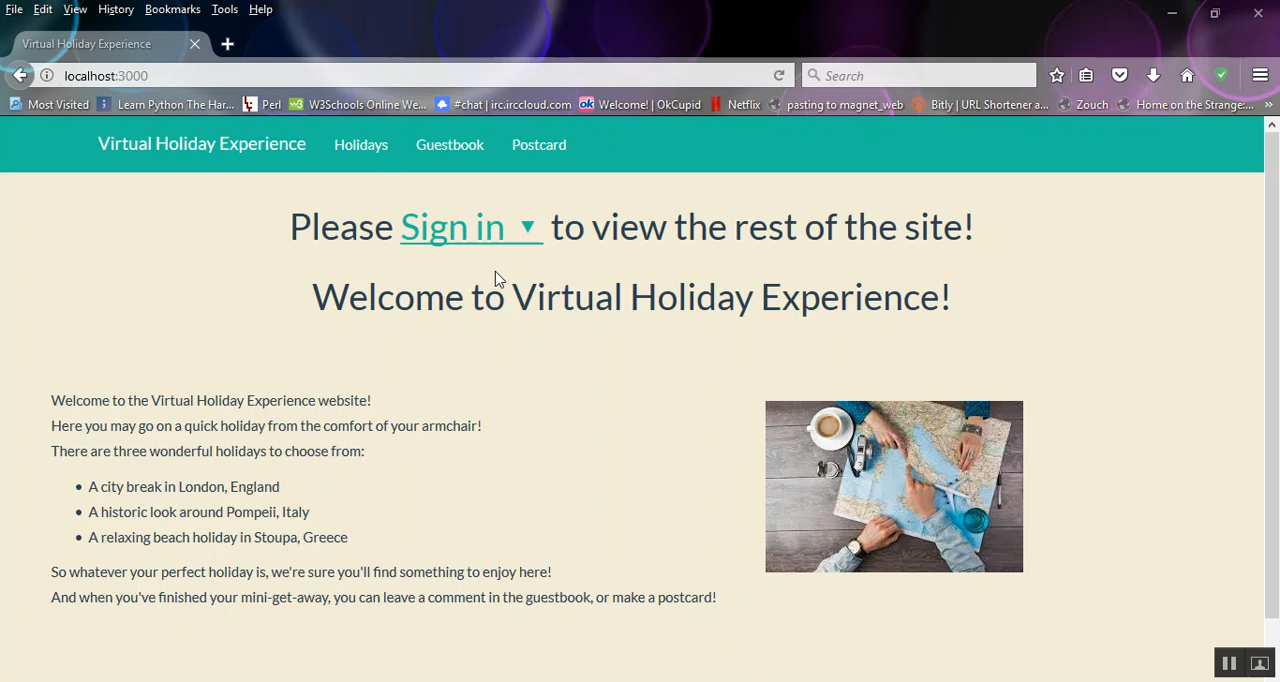 File Edit View History Bookmarks Tools Help
Virtual Holiday Experience
localhost:3000
Search
Most Visited Learn Python The Har... Perl W3Schools Online We... #chat | irc.irccloud.com Welcome! | OkCupid Netflix pasting to magnet_web Bitly | URL Shortener a... Zouch Home on the Strange:...
Virtual Holiday Experience Holidays Guestbook Postcard
Please Sign in ▼ to view the rest of the site!
Welcome to Virtual Holiday Experience!
Welcome to the Virtual Holiday Experience website!
Here you may go on a quick holiday from the comfort of your armchair!
There are three wonderful holidays to choose from:
• A city break in London, England
• A historic look around Pompeii, Italy
• A relaxing beach holiday in Stoupa, Greece
So whatever your perfect holiday is, we're sure you'll find something to enjoy here!
And when you've finished your mini-get-away, you can leave a comment in the guestbook, or make a postcard!